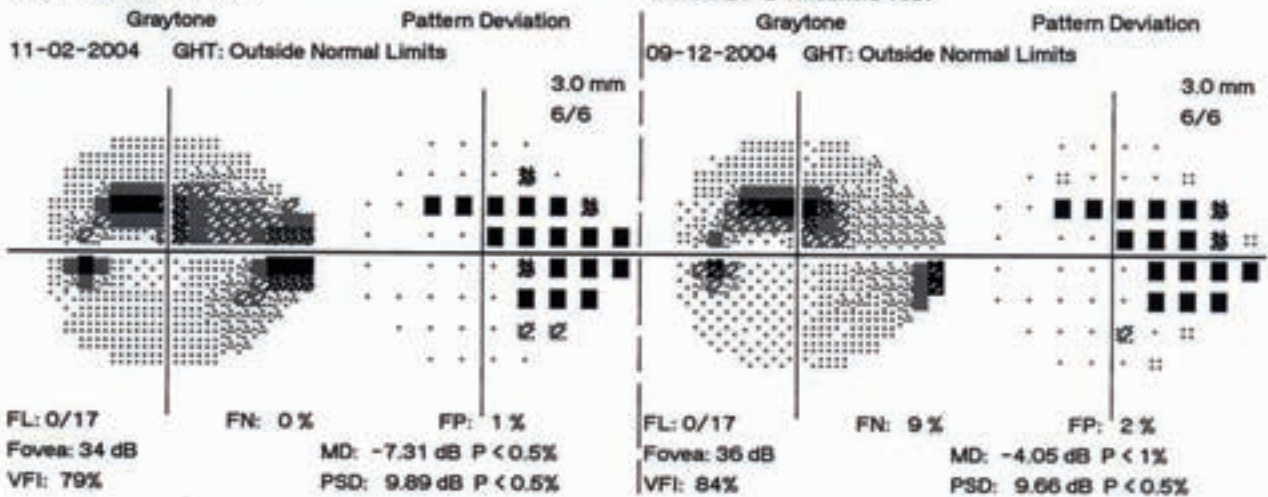 Graytone Pattern Deviation
11-02-2004 GHT: Outside Normal Limits
3.0 mm
6/6
FL: 0/17 FN: 0 % FP: 1 %
Fovea: 34 dB MD: -7.31 dB P < 0.5%
VFI: 79% PSD: 9.89 dB P < 0.5%
Graytone Pattern Deviation
09-12-2004 GHT: Outside Normal Limits
3.0 mm
6/6
FL: 0/17 FN: 9 % FP: 2 %
Fovea: 36 dB MD: -4.05 dB P < 1%
VFI: 84% PSD: 9.66 dB P < 0.5%